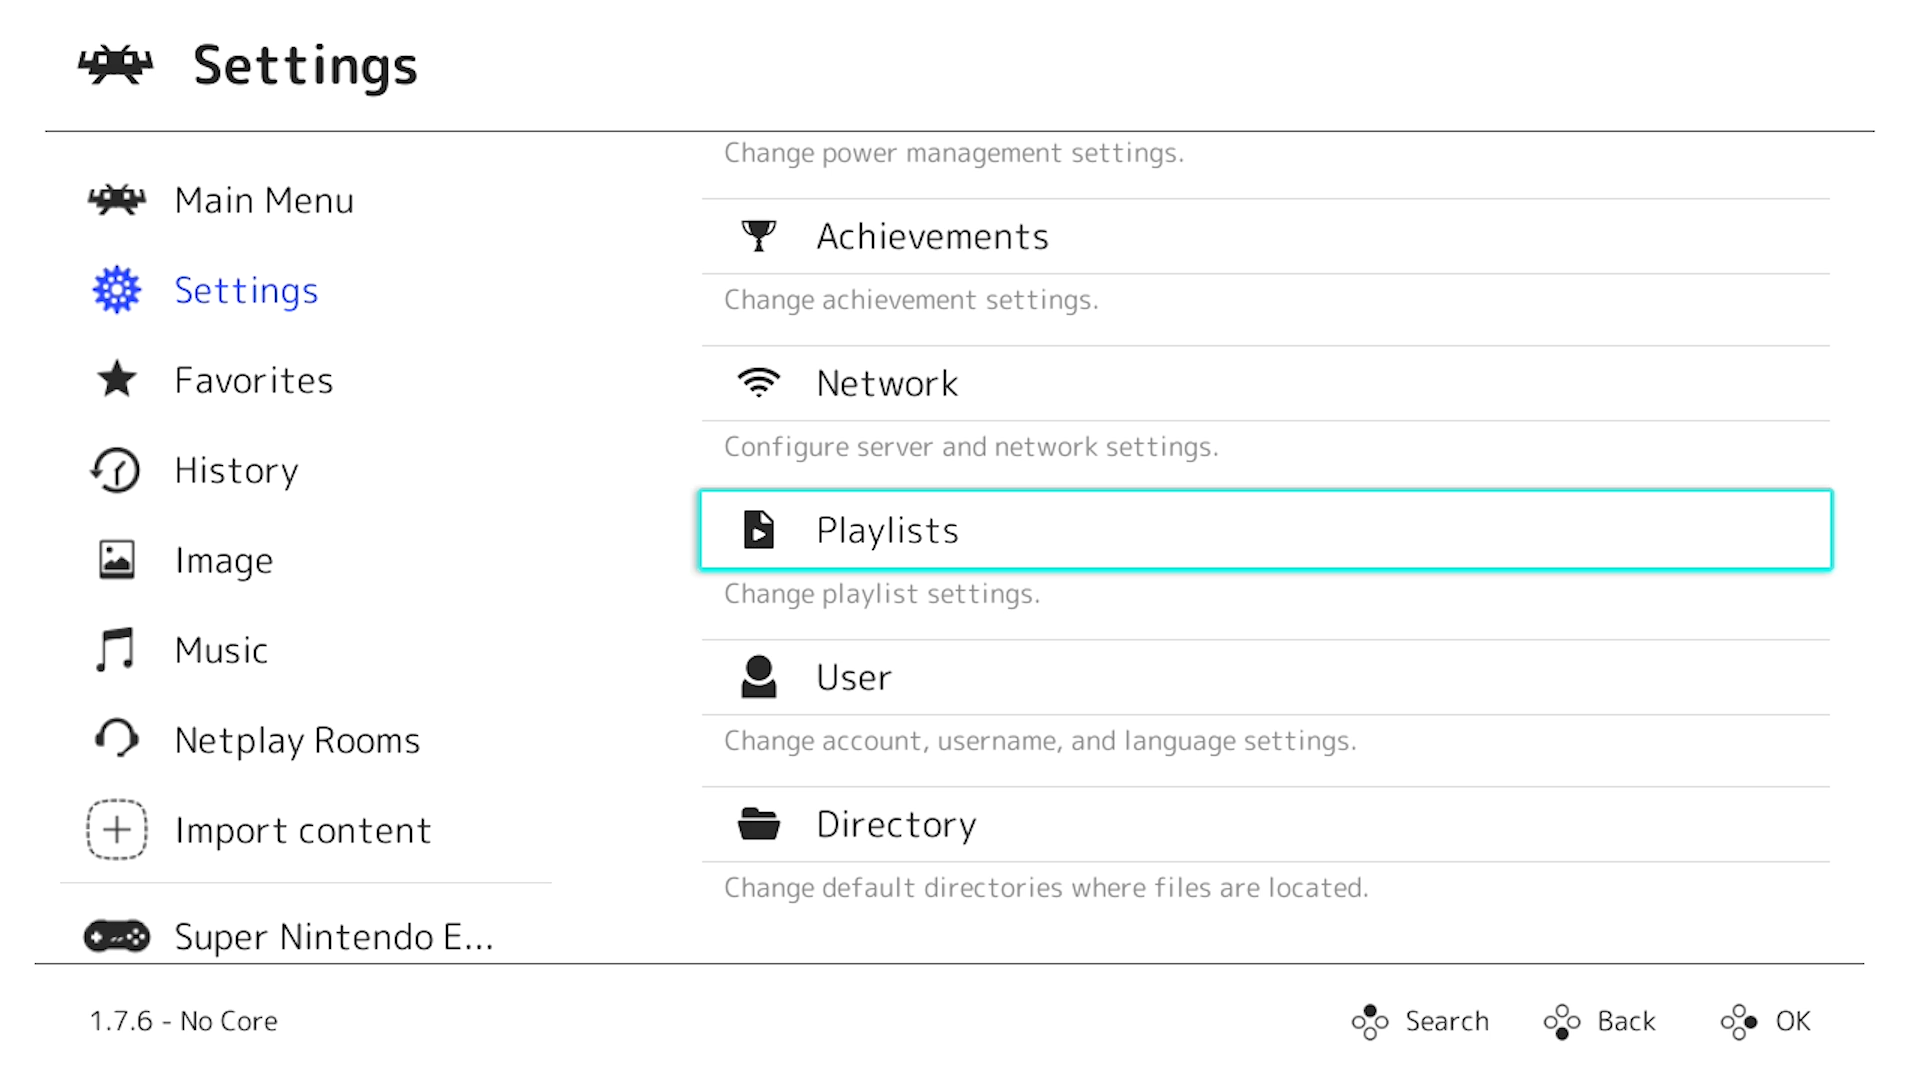 Settings
Main Menu
Settings
Favorites
History
Image
Music
Netplay Rooms
Import content
Super Nintendo E...
Change power management settings.
Achievements
Change achievement settings.
Network
Configure server and network settings.
Playlists
Change playlist settings.
User
Change account, username, and language settings.
Directory
Change default directories where files are located.
1.7.6 - No Core
Search
Back
OK